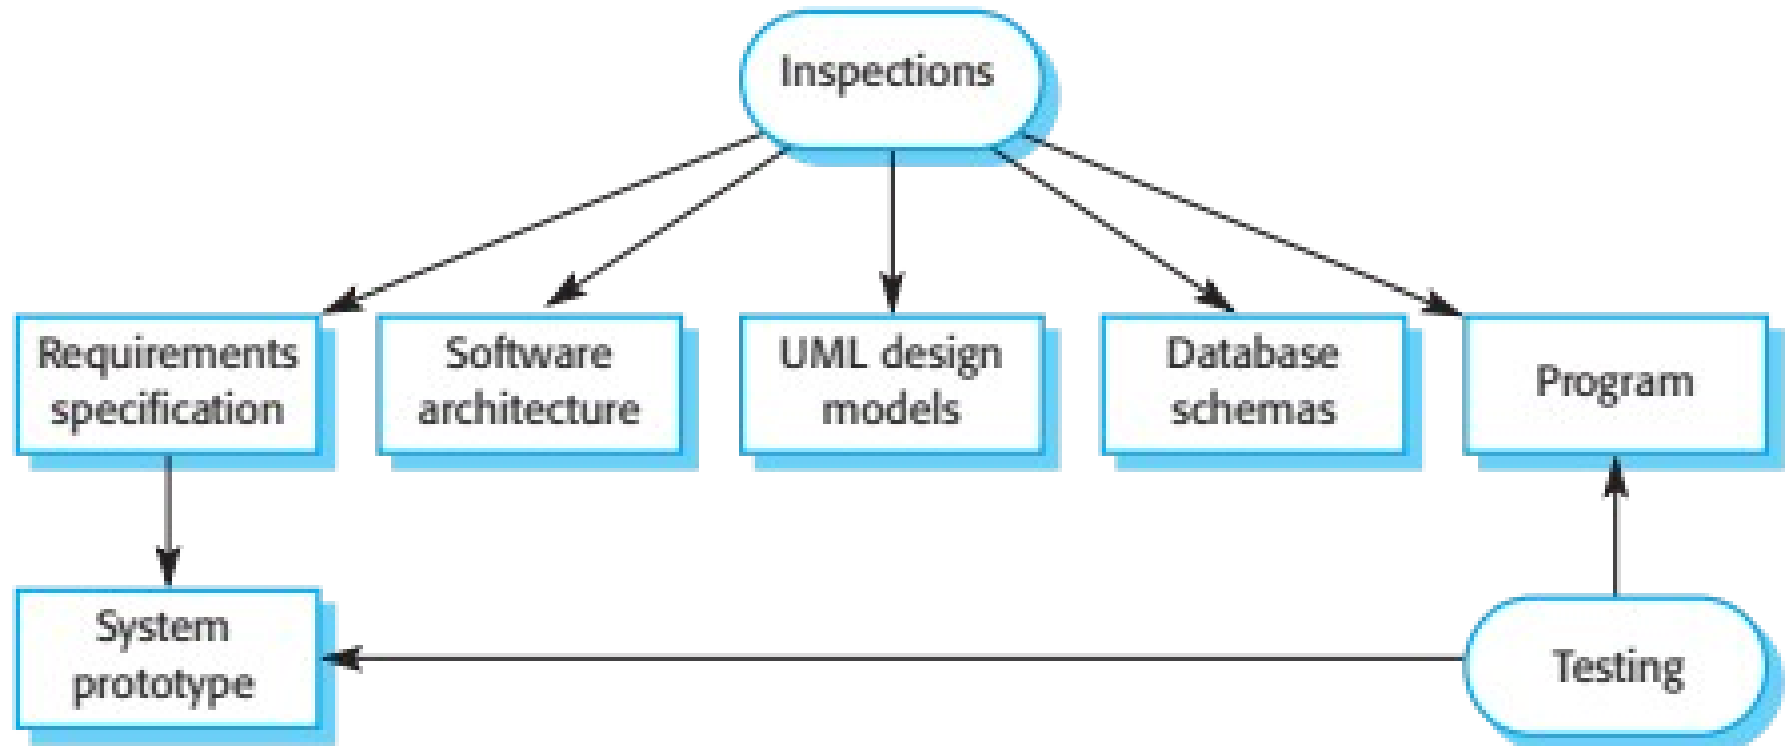 Inspections
Requirements
specification
Software
architecture
UML design
models
Database
schemas
Program
System
prototype
Testing